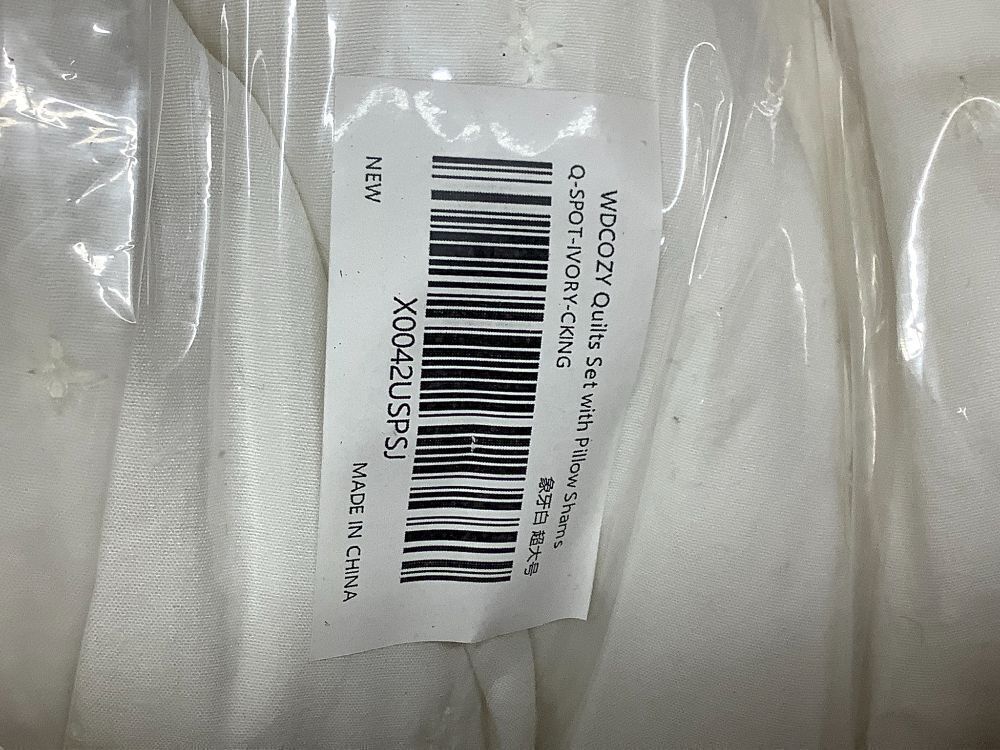 WDCOZY Quilts Set with Pillow Shams
Q-SPOT-IVORY-CKING
象牙白 超大号
X0042USPSJ
NEW
MADE IN CHINA